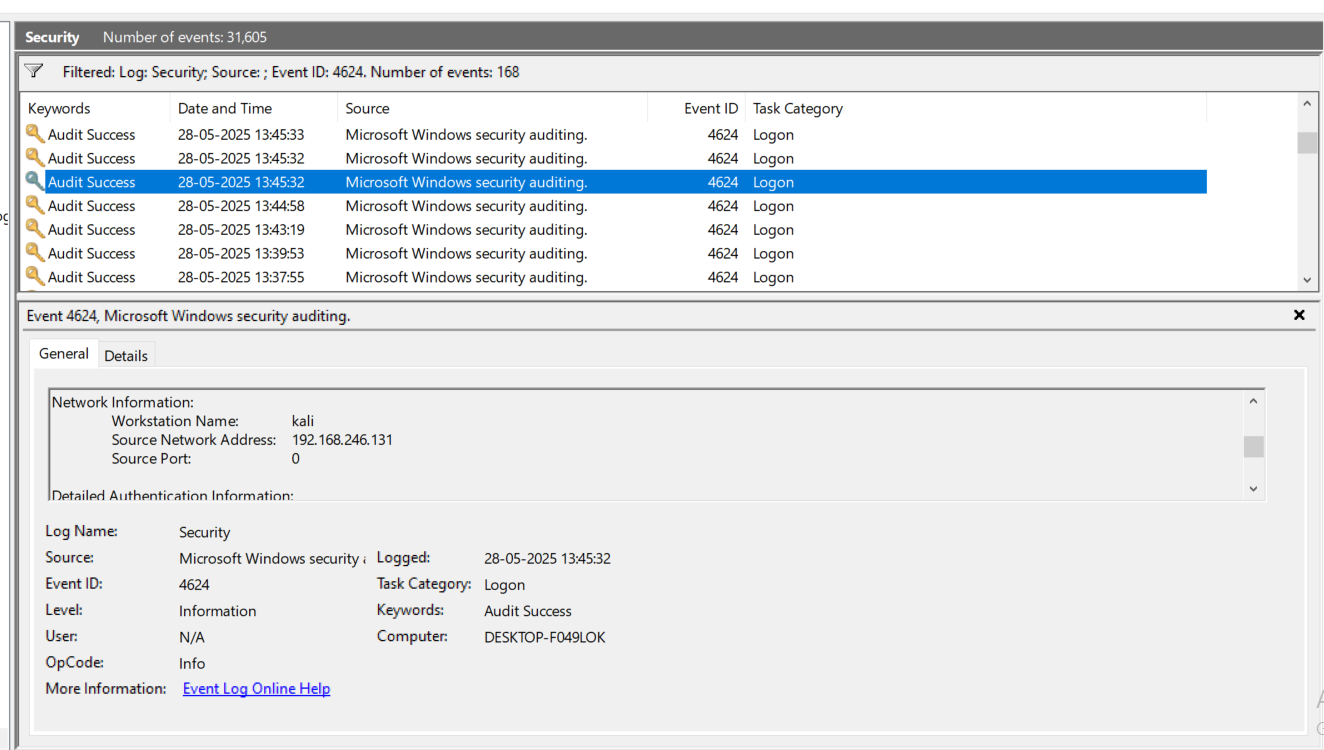 Security Number of events: 31,605
Filtered: Log: Security; Source: ; Event ID: 4624. Number of events: 168
Keywords Date and Time Source Event ID Task Category
Audit Success 28-05-2025 13:45:33 Microsoft Windows security auditing. 4624 Logon
Audit Success 28-05-2025 13:45:32 Microsoft Windows security auditing. 4624 Logon
Audit Success 28-05-2025 13:45:32 Microsoft Windows security auditing. 4624 Logon
Audit Success 28-05-2025 13:44:58 Microsoft Windows security auditing. 4624 Logon
Audit Success 28-05-2025 13:43:19 Microsoft Windows security auditing. 4624 Logon
Audit Success 28-05-2025 13:39:53 Microsoft Windows security auditing. 4624 Logon
Audit Success 28-05-2025 13:37:55 Microsoft Windows security auditing. 4624 Logon
Event 4624, Microsoft Windows security auditing.
General Details
Network Information:
Workstation Name: kali
Source Network Address: 192.168.246.131
Source Port: 0
Detailed Authentication Information:
Log Name: Security
Source: Microsoft Windows security Logged: 28-05-2025 13:45:32
Event ID: 4624 Task Category: Logon
Level: Information Keywords: Audit Success
User: N/A Computer: DESKTOP-F049LOK
OpCode: Info
More Information: Event Log Online Help